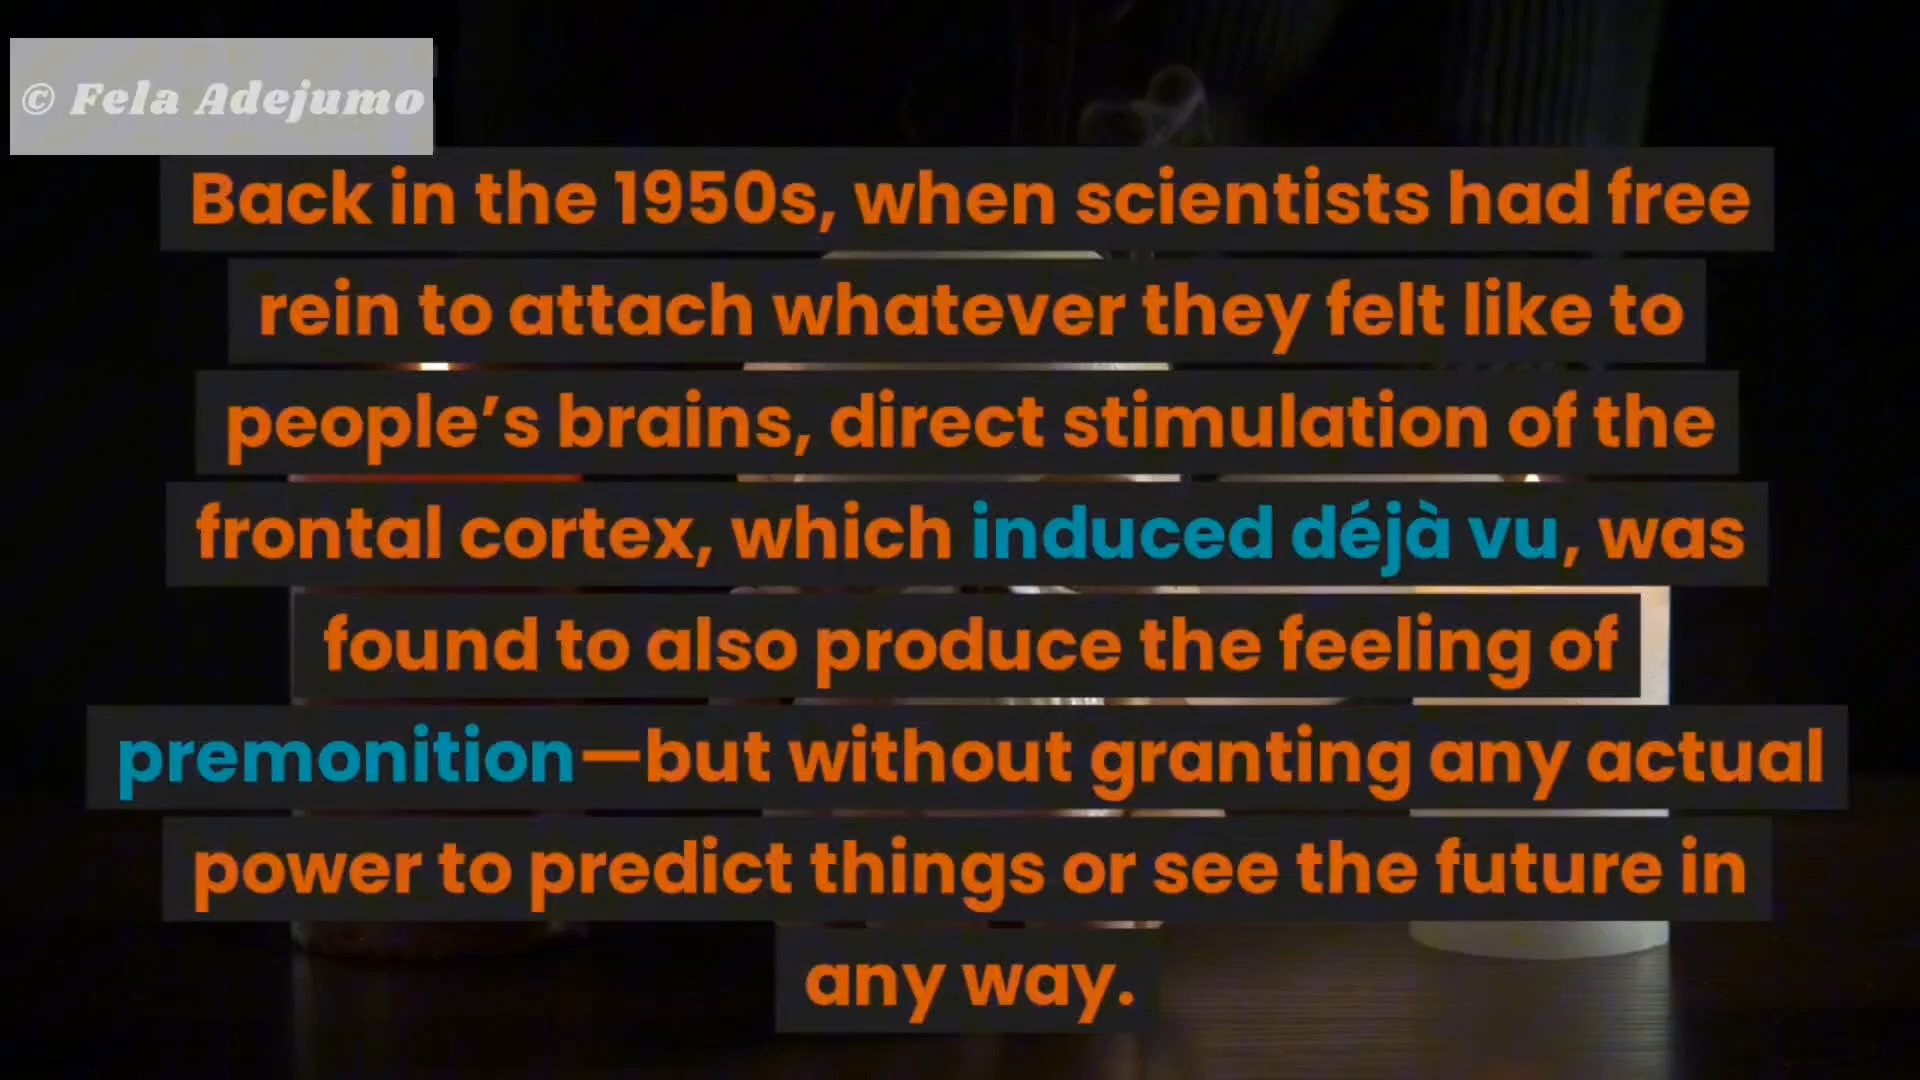 © Fela Adejumo
Back in the 1950s, when scientists had free
rein to attach whatever they felt like to
people’s brains, direct stimulation of the
frontal cortex, which induced déjà vu, was
found to also produce the feeling of
premonition—but without granting any actual
power to predict things or see the future in
any way.